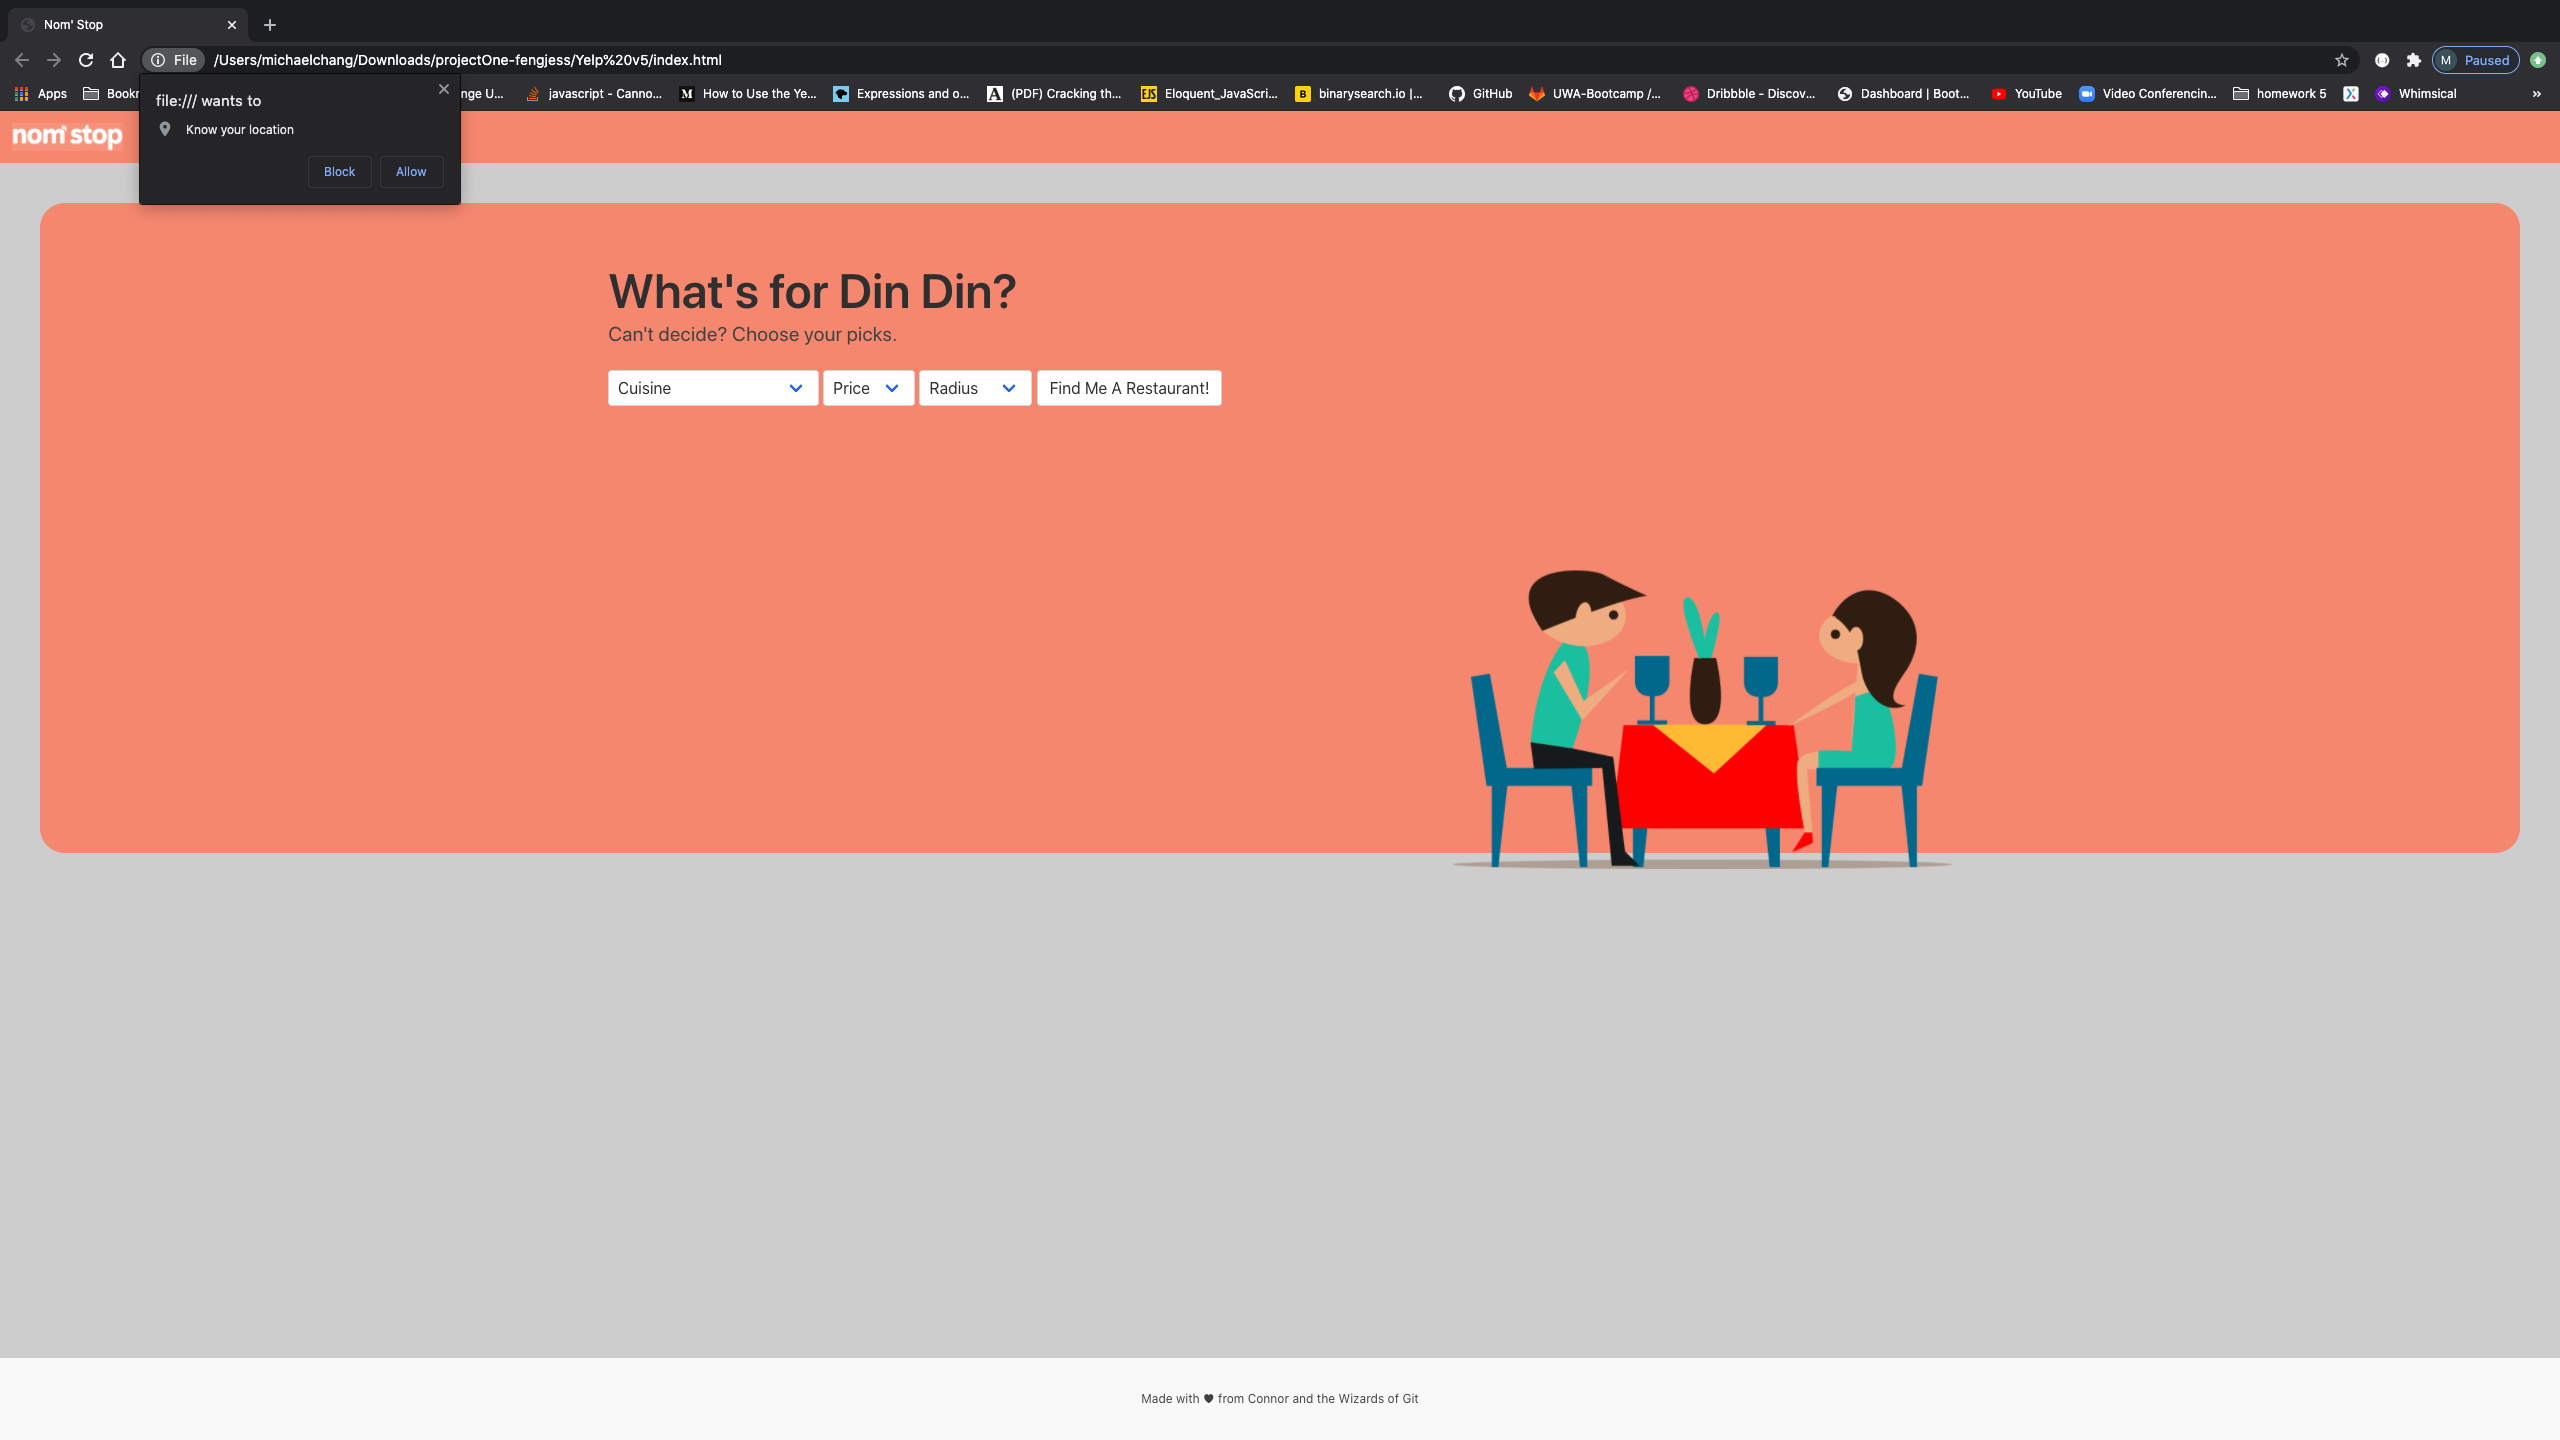 Nom' Stop
File /Users/michaelchang/Downloads/projectOne-fengjess/Yelp%20v5/index.html M Paused
Apps Bookr nge U... javascript - Canno... M How to Use the Ye... Expressions and o... A (PDF) Cracking th... EJS Eloquent_JavaScri... B binarysearch.io |... GitHub UWA-Bootcamp /... Dribbble - Discov... Dashboard | Boot... YouTube Video Conferencin... homework 5 X Whimsical »
file:/// wants to
Know your location
Block Allow
nom' stop
What's for Din Din?
Can't decide? Choose your picks.
Cuisine Price Radius Find Me A Restaurant!
Made with ♥ from Connor and the Wizards of Git